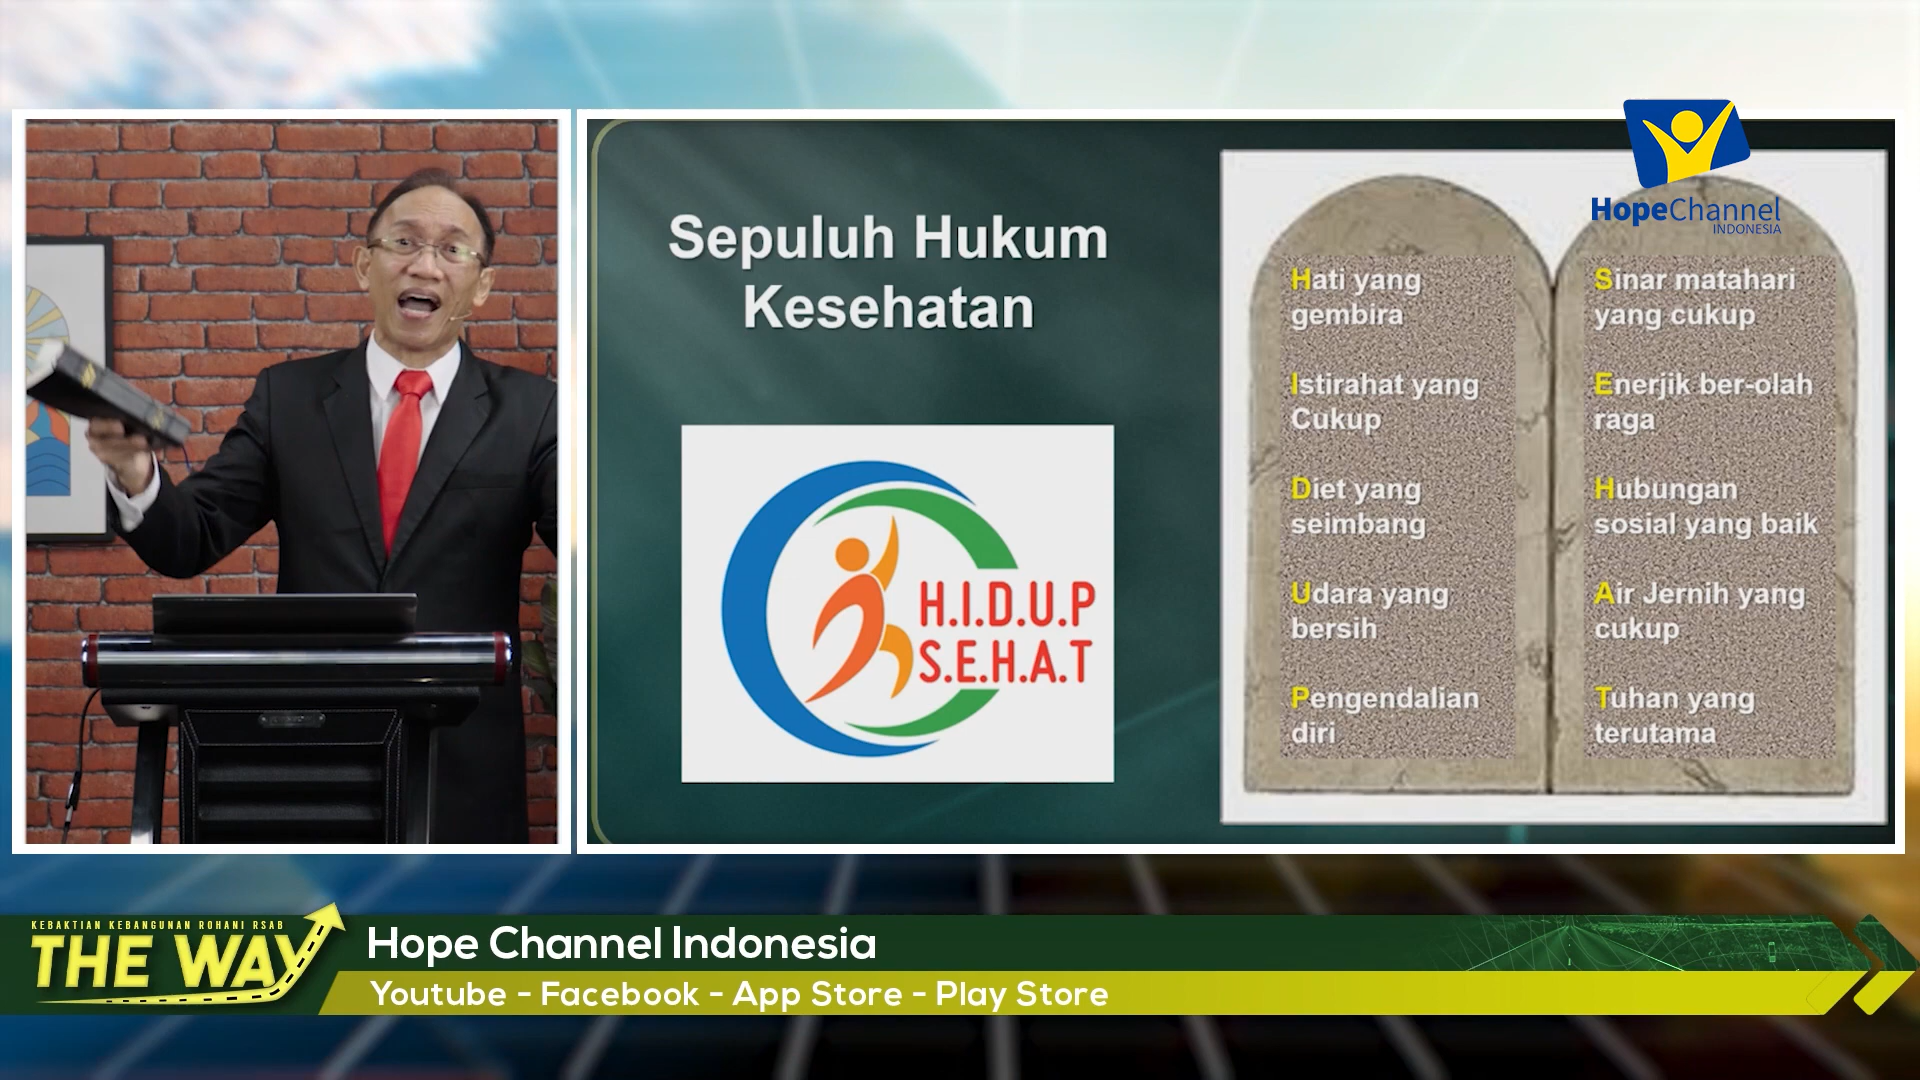 HopeChannel
INDONESIA
Sepuluh Hukum
Kesehatan
H.I.D.U.P
S.E.H.A.T
Hati yang
gembira
Istirahat yang
Cukup
Diet yang
seimbang
Udara yang
bersih
Pengendalian
diri
Sinar matahari
yang cukup
Enerjik ber-olah
raga
Hubungan
sosial yang baik
Air Jernih yang
cukup
Tuhan yang
terutama
KEBAKTIAN KEBANGUNAN ROHANI RSAB
THE WAY
Hope Channel Indonesia
Youtube - Facebook - App Store - Play Store